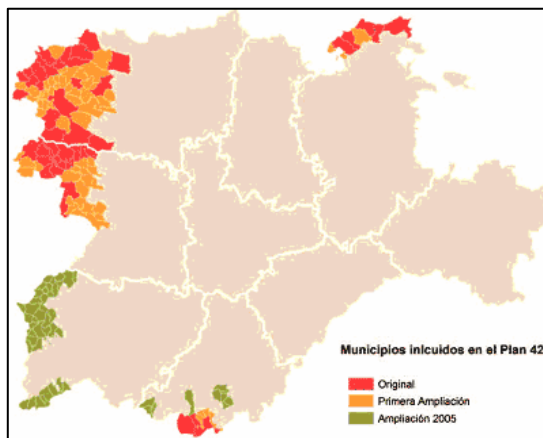 Municipios inlcuidos en el Plan 42
Original
Primera Ampliación
Ampliación 2005